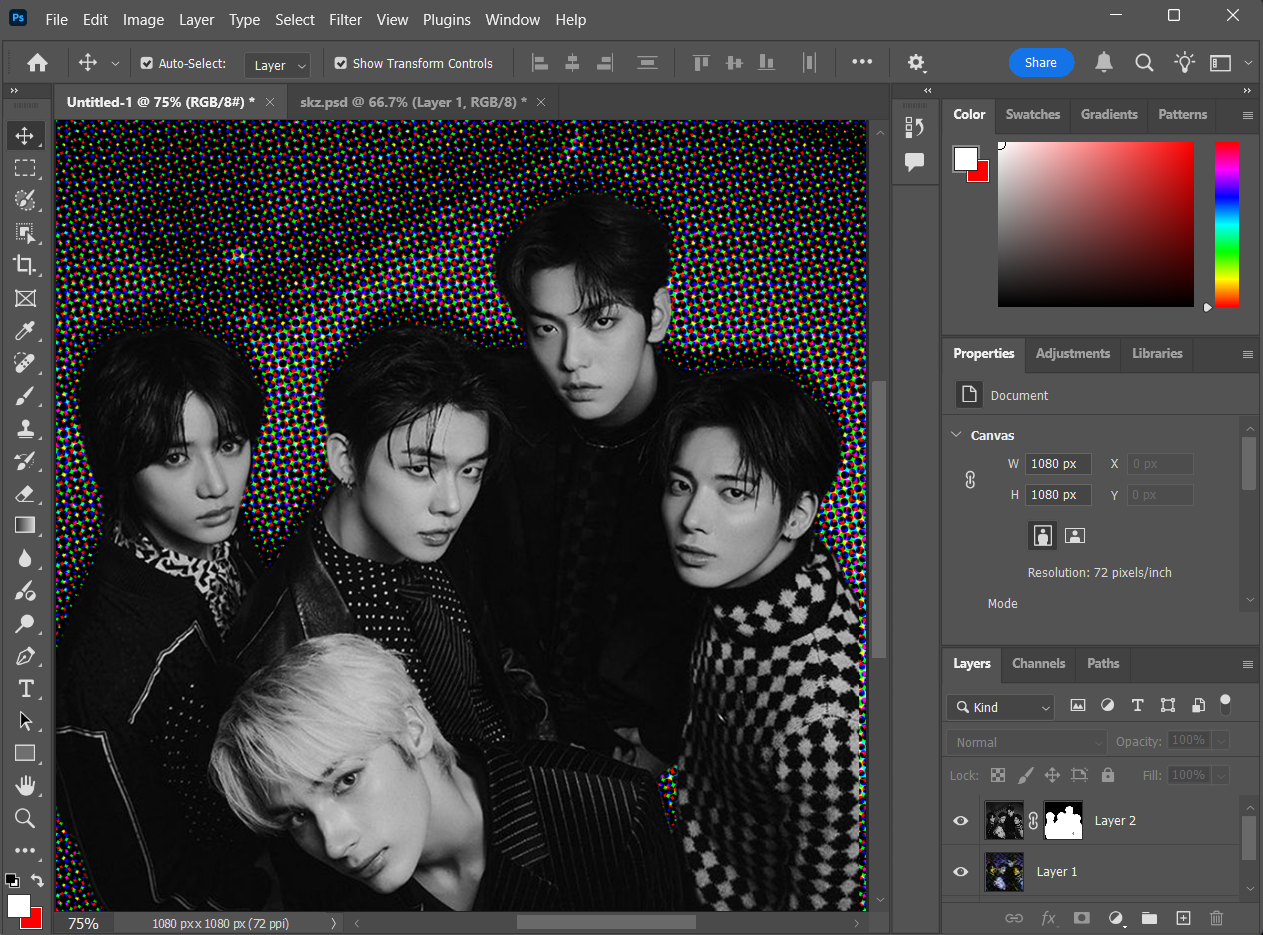 Ps File Edit Image Layer Type Select Filter View Plugins Window Help
Auto-Select: Layer Show Transform Controls Share
Untitled-1 @ 75% (RGB/8#) * skz.psd @ 66.7% (Layer 1, RGB/8) *
Color Swatches Gradients Patterns
Properties Adjustments Libraries
Document
Canvas
W 1080 px X 0 px
H 1080 px Y 0 px
Resolution: 72 pixels/inch
Mode
Layers Channels Paths
Kind
Normal Opacity: 100%
Lock: Fill: 100%
Layer 2
Layer 1
75% 1080 px x 1080 px (72 ppi)